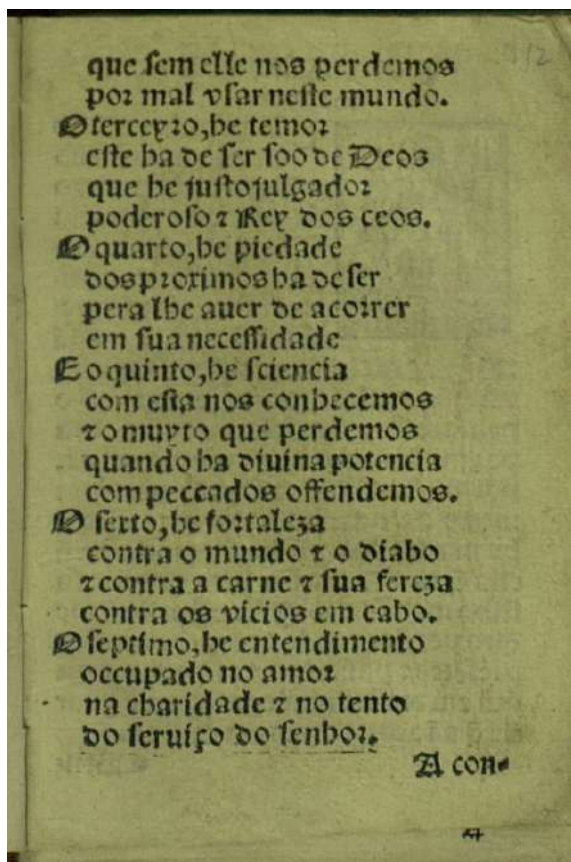 112
que sem elle nos perdemos
por mal vsar neste mundo.
O terceyro, he temor
este ha de ser soo de Deos
que he justo julgador
poderoso ⁊ Rey dos ceos.
O quarto, he piedade
dos proximos ha de ser
pera lhe auer de acorrer
em sua necessidade
E o quinto, he sciencia
com esta nos conhecemos
⁊ o muyto que perdemos
quando ha diuina potencia
com peccados offendemos.
O sexto, he fortaleza
contra o mundo ⁊ o diabo
⁊ contra a carne ⁊ sua fereza
contra os vicios em cabo.
O septimo, he entendimento
occupado no amor
na charidade ⁊ no tento
do seruiço do senhor.
A con-